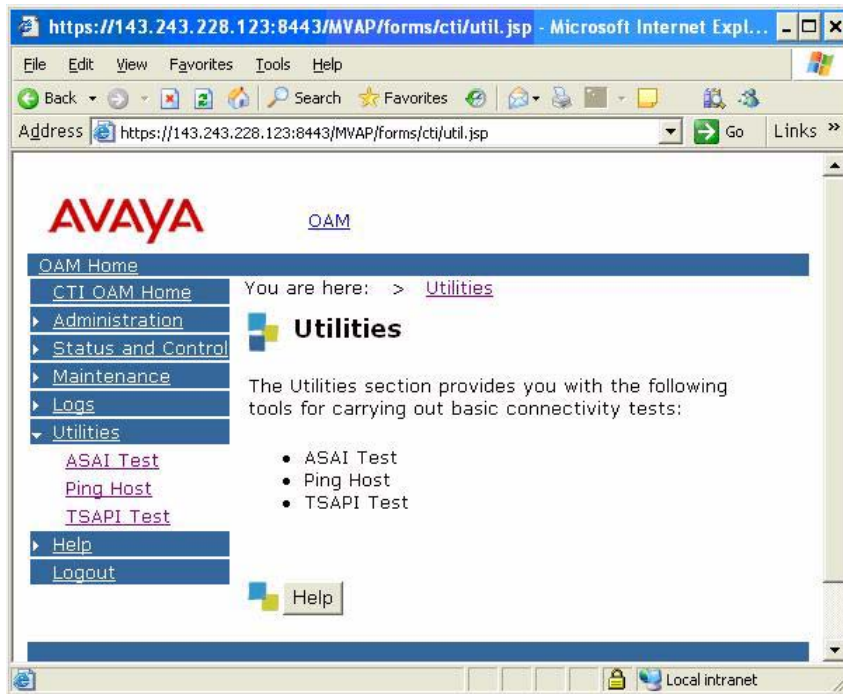 https://143.243.228.123:8443/MVAP/forms/cti/util.jsp - Microsoft Internet Expl...
File Edit View Favorites Tools Help
Back Search Favorites
Address https://143.243.228.123:8443/MVAP/forms/cti/util.jsp Go Links »
AVAYA OAM
OAM Home
CTI OAM Home
You are here: > Utilities
Administration
Status and Control
Maintenance
Logs
Utilities
ASAI Test
Ping Host
TSAPI Test
Help
Logout
Utilities
The Utilities section provides you with the following
tools for carrying out basic connectivity tests:
• ASAI Test
• Ping Host
• TSAPI Test
Help
Local intranet